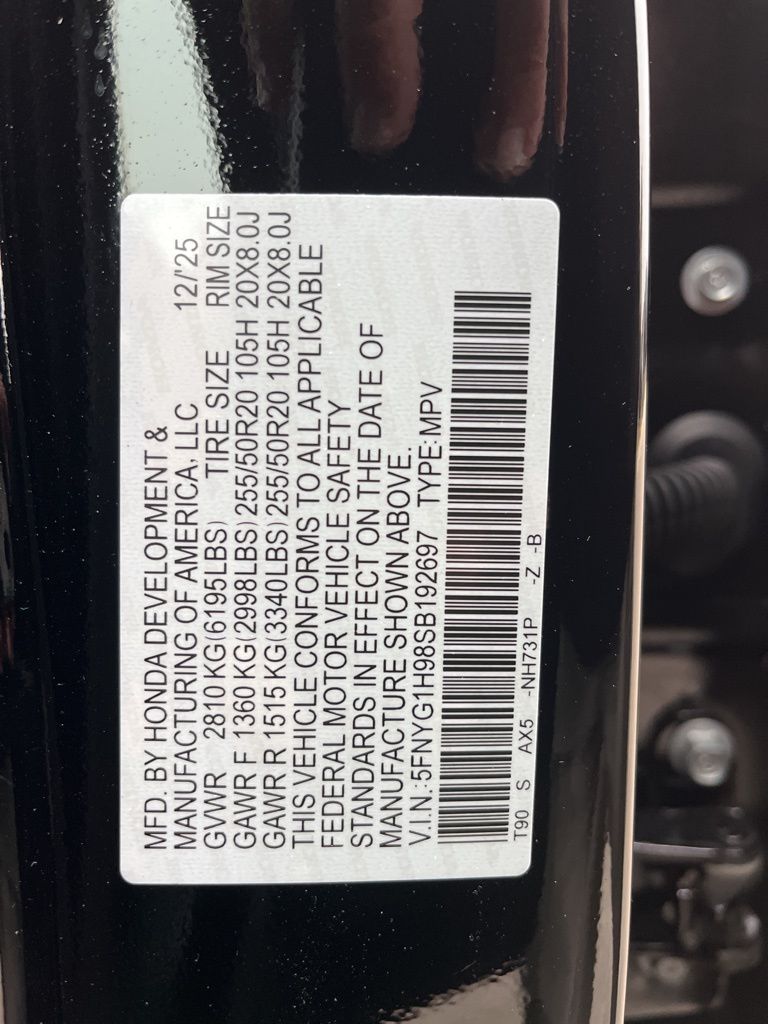 MFD. BY HONDA DEVELOPMENT &
MANUFACTURING OF AMERICA, LLC 12/'25
GVWR 2810 KG(6195LBS) TIRE SIZE RIM SIZE
GAWR F 1360 KG(2998LBS) 255/50R20 105H 20X8.0J
GAWR R 1515 KG(3340LBS) 255/50R20 105H 20X8.0J
THIS VEHICLE CONFORMS TO ALL APPLICABLE
FEDERAL MOTOR VEHICLE SAFETY
STANDARDS IN EFFECT ON THE DATE OF
MANUFACTURE SHOWN ABOVE.
V.I.N.:5FNYG1H98SB192697 TYPE:MPV
T90 S AX5 -NH731P -Z -B